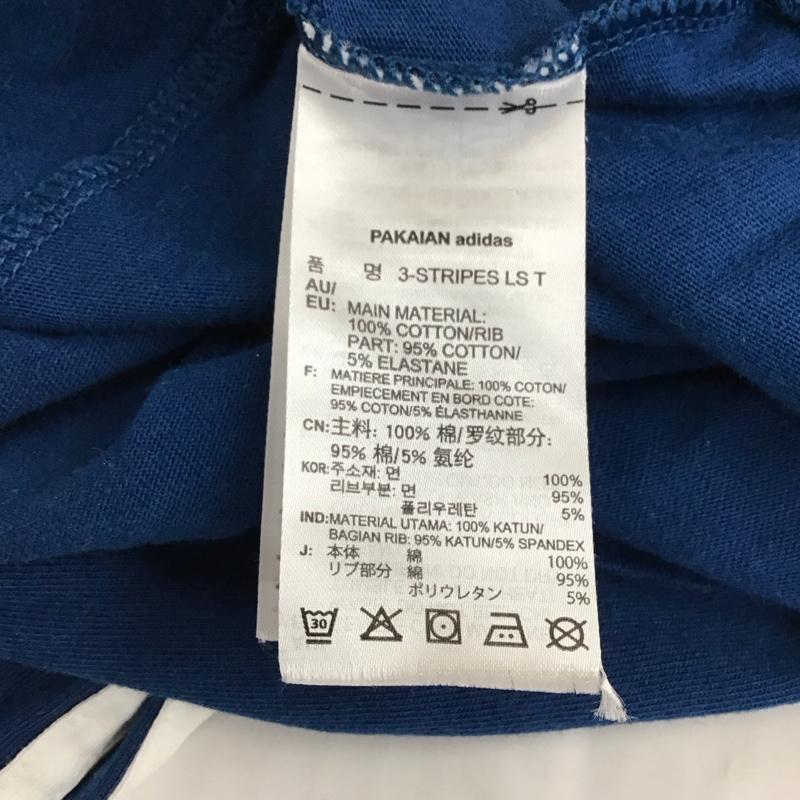 PAKAIAN adidas
품 명 3-STRIPES LS T
AU/
EU: MAIN MATERIAL:
100% COTTON/RIB
PART: 95% COTTON/
5% ELASTANE
F: MATIERE PRINCIPALE: 100% COTON/
EMPIECEMENT EN BORD COTE:
95% COTON/5% ÉLASTHANNE
CN:主料: 100% 棉/罗纹部分:
95% 棉/5% 氨纶
KOR:주소재: 면 100%
리브부분: 면 95%
폴리우레탄 5%
IND:MATERIAL UTAMA: 100% KATUN/
BAGIAN RIB: 95% KATUN/5% SPANDEX
J: 本体 綿 100%
リブ部分 綿 95%
ポリウレタン 5%
30